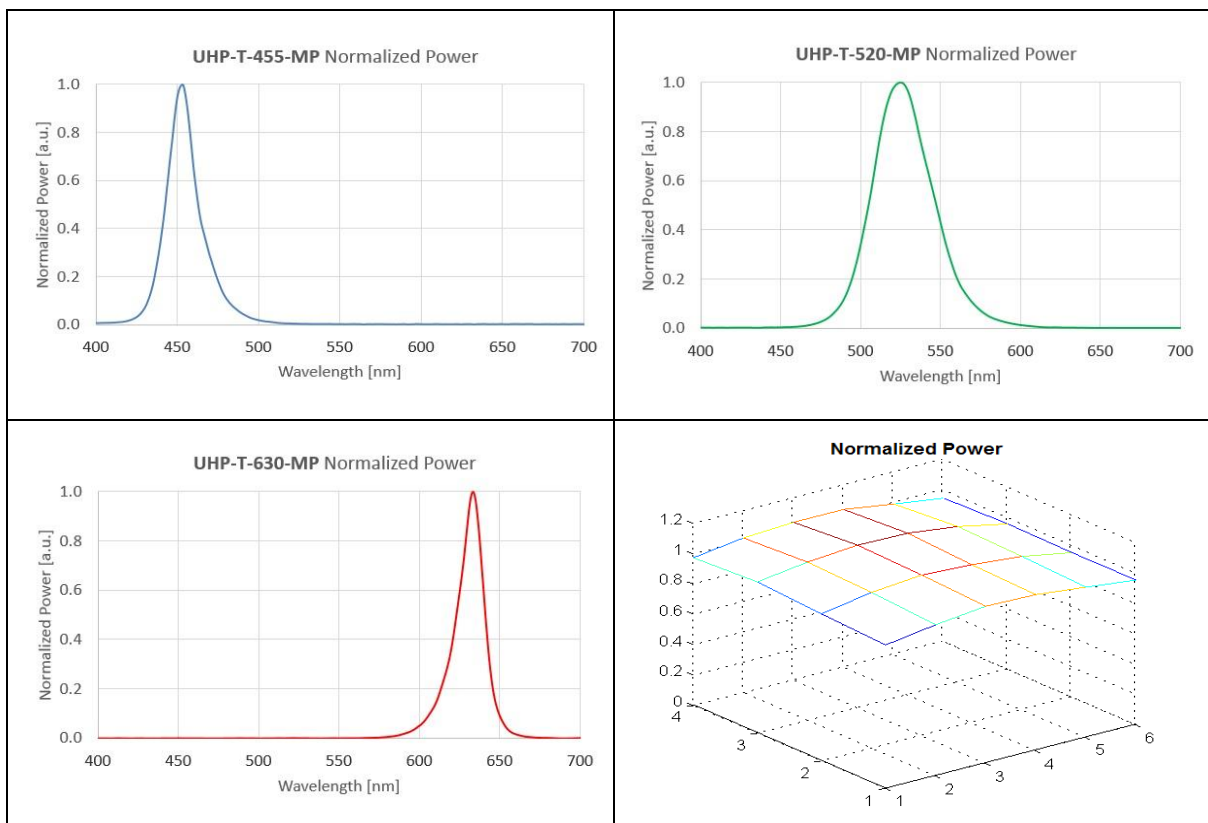 UHP-T-455-MP Normalized Power
Normalized Power [a.u.]
1.0
0.8
0.6
0.4
0.2
0.0
400 450 500 550 600 650 700
Wavelength [nm]
UHP-T-520-MP Normalized Power
Normalized Power [a.u.]
1.0
0.8
0.6
0.4
0.2
0.0
400 450 500 550 600 650 700
Wavelength [nm]
UHP-T-630-MP Normalized Power
Normalized Power [a.u.]
1.0
0.8
0.6
0.4
0.2
0.0
400 450 500 550 600 650 700
Wavelength [nm]
Normalized Power
1.2
1
0.8
0.6
0.4
0.2
0
4
3
2
1
1
2
3
4
5
6